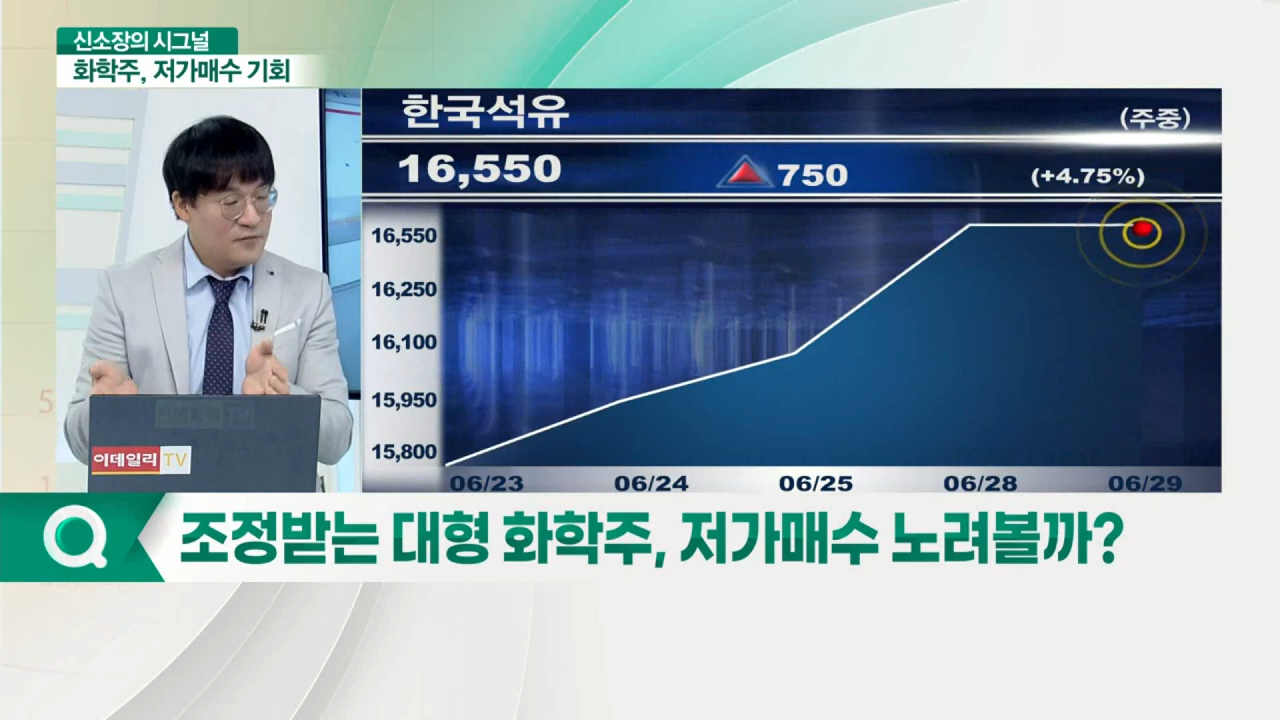 신소장의 시그널
화학주, 저가매수 기회
한국석유
(주중)
16,550 750 (+4.75%)
16,550
16,250
16,100
15,950
15,800
06/23 06/24 06/25 06/28 06/29
5
1
이데일리 TV
Q 조정받는 대형 화학주, 저가매수 노려볼까?